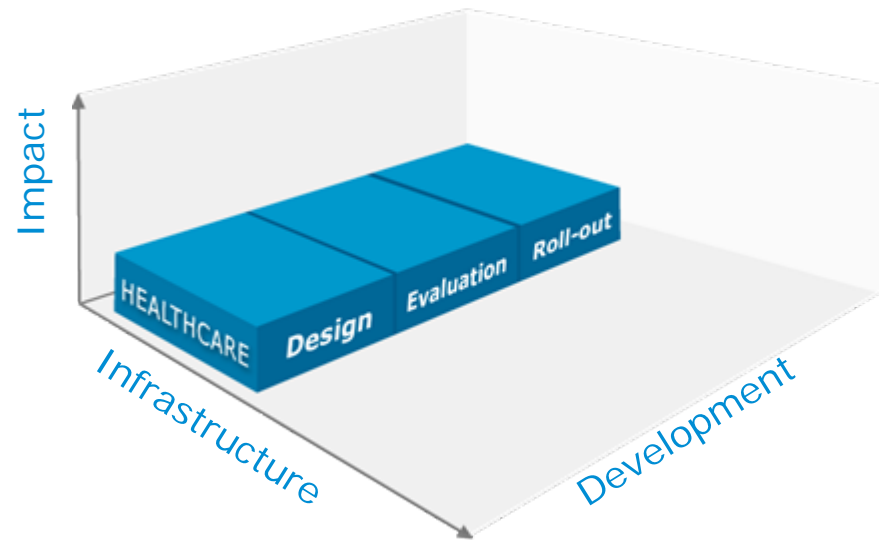 Impact
HEALTHCARE
Design
Evaluation
Roll-out
Infrastructure
Development